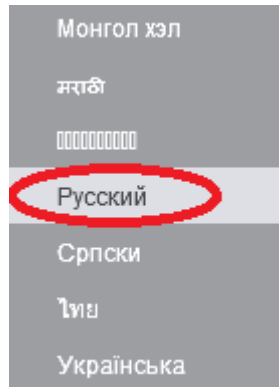 Монгол хэл
मराठी
Русский
Српски
ไทย
Українська